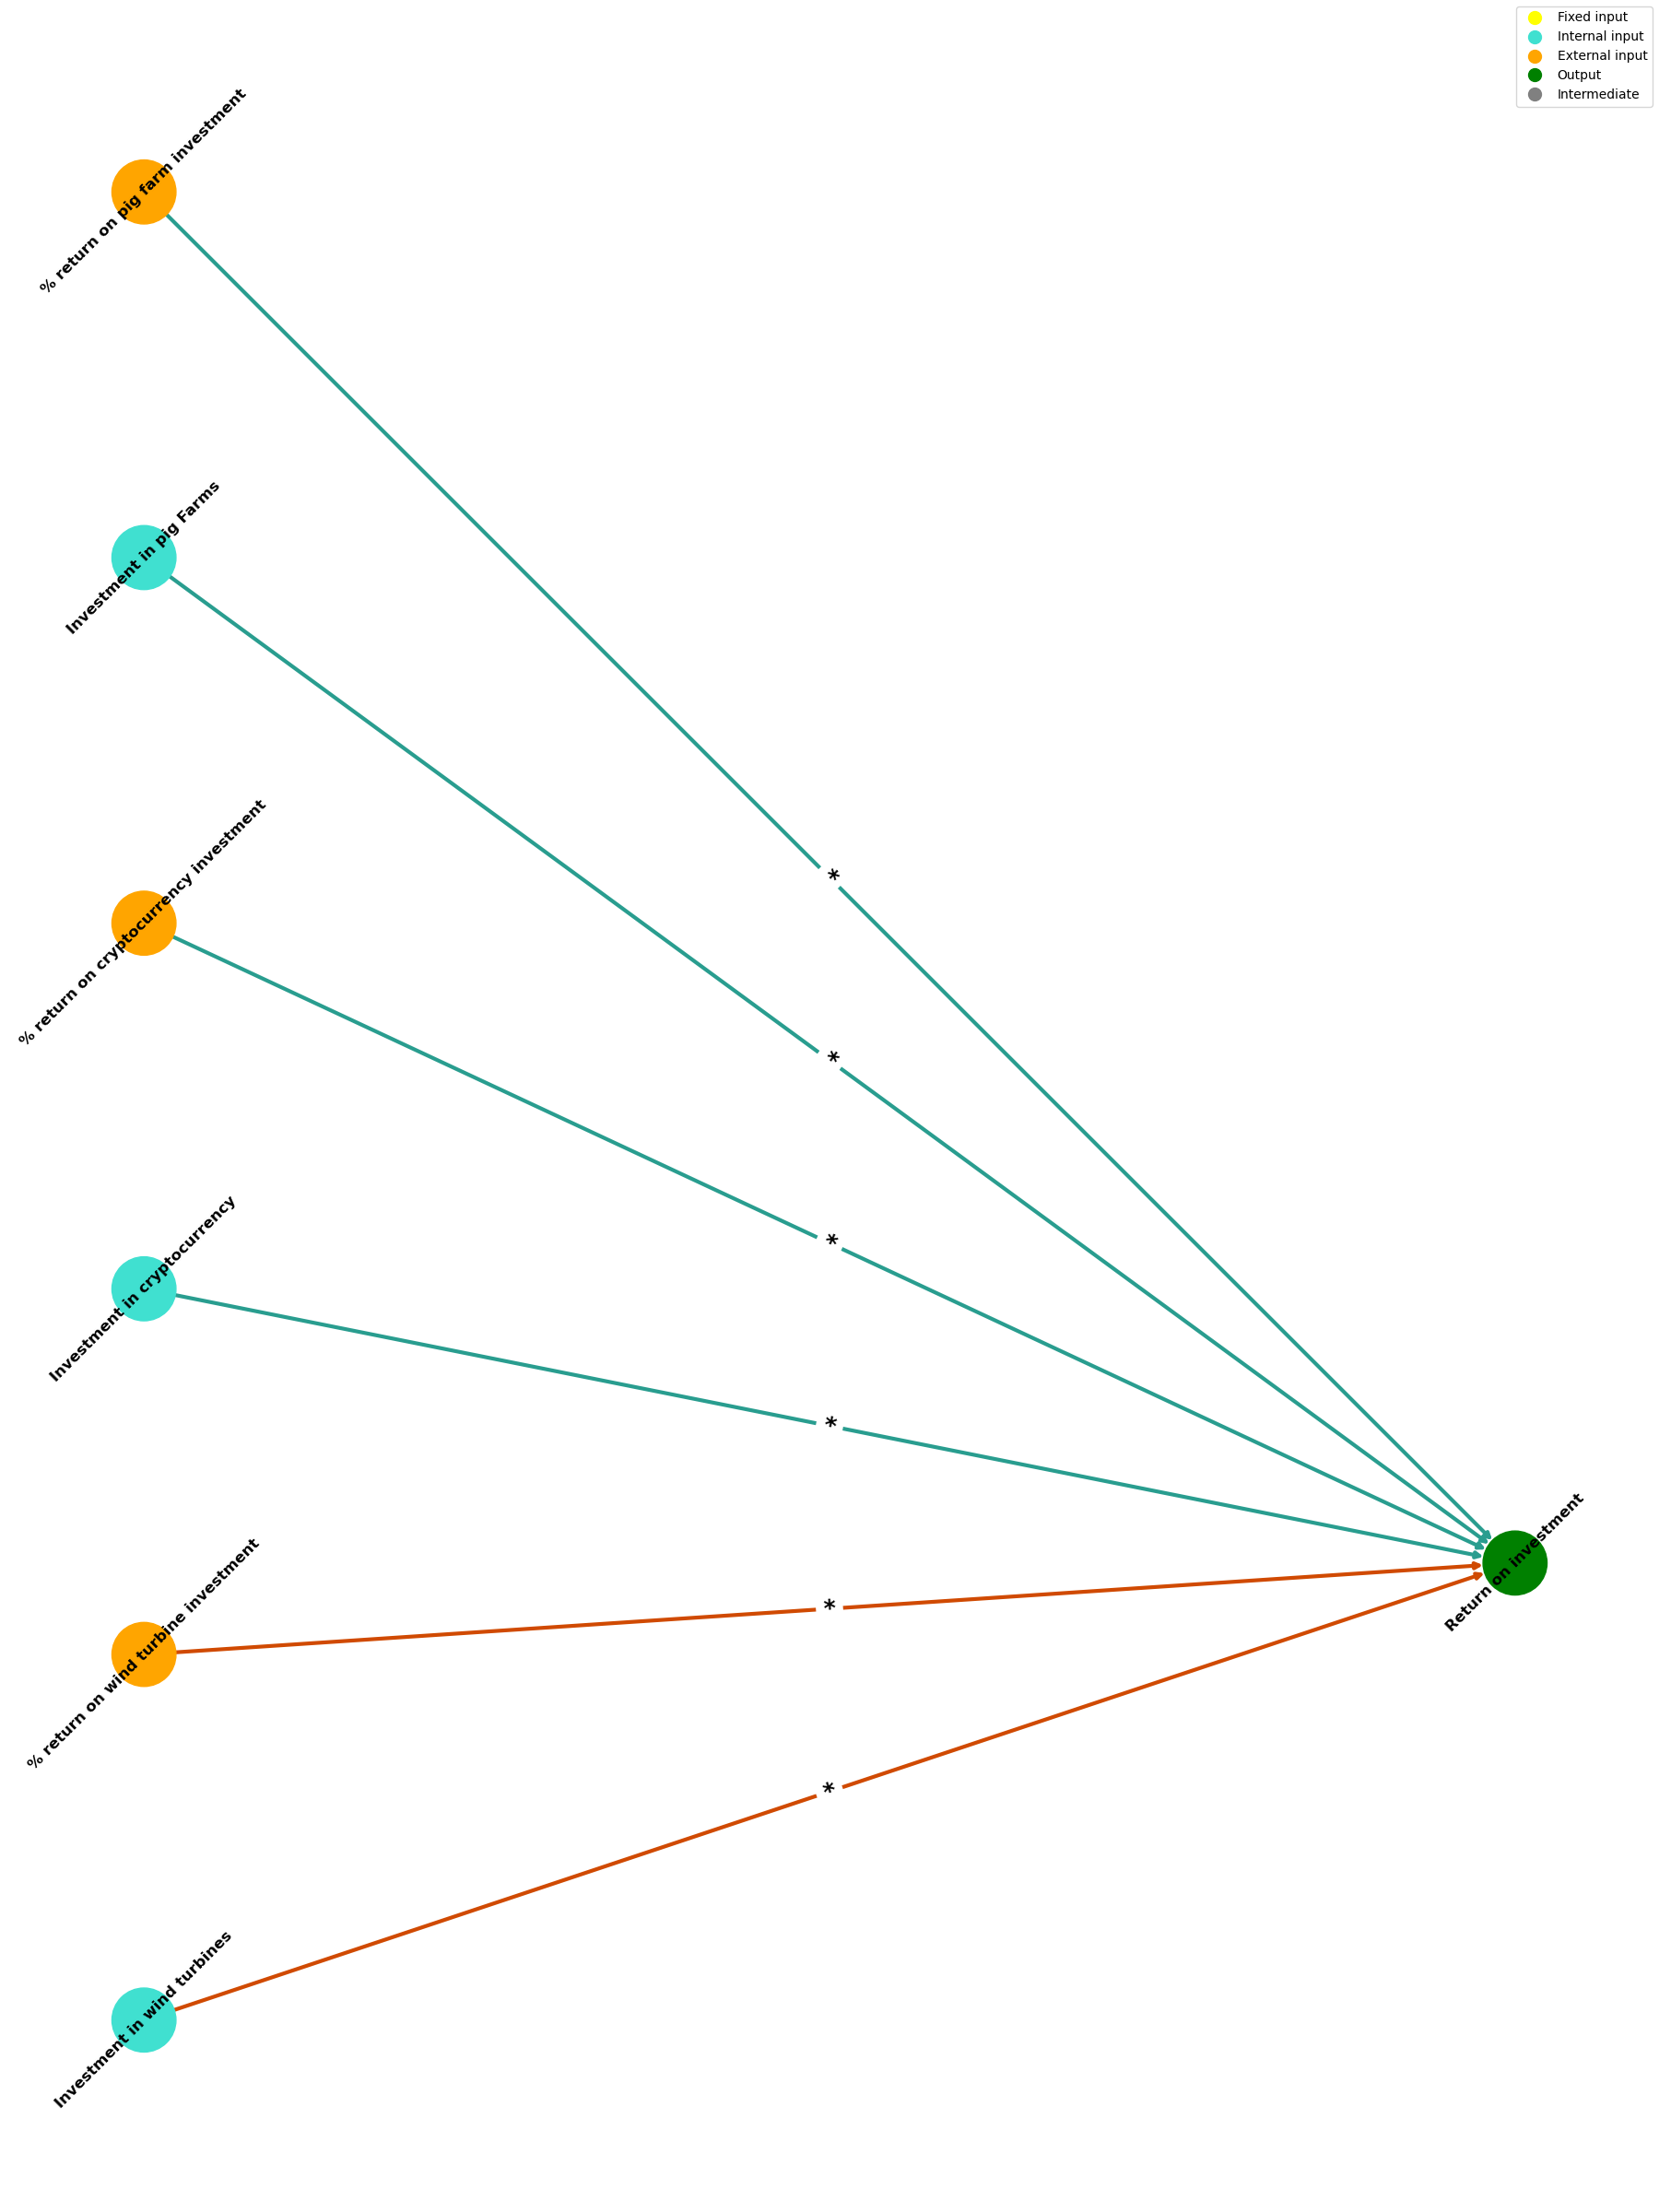 Fixed input
Internal input
External input
Output
Intermediate
% return on pig farm investment
Investment in pig Farms
*
% return on cryptocurrency investment
*
*
Investment in cryptocurrency
*
Return on investment
% return on wind turbine investment
*
*
Investment in wind turbines